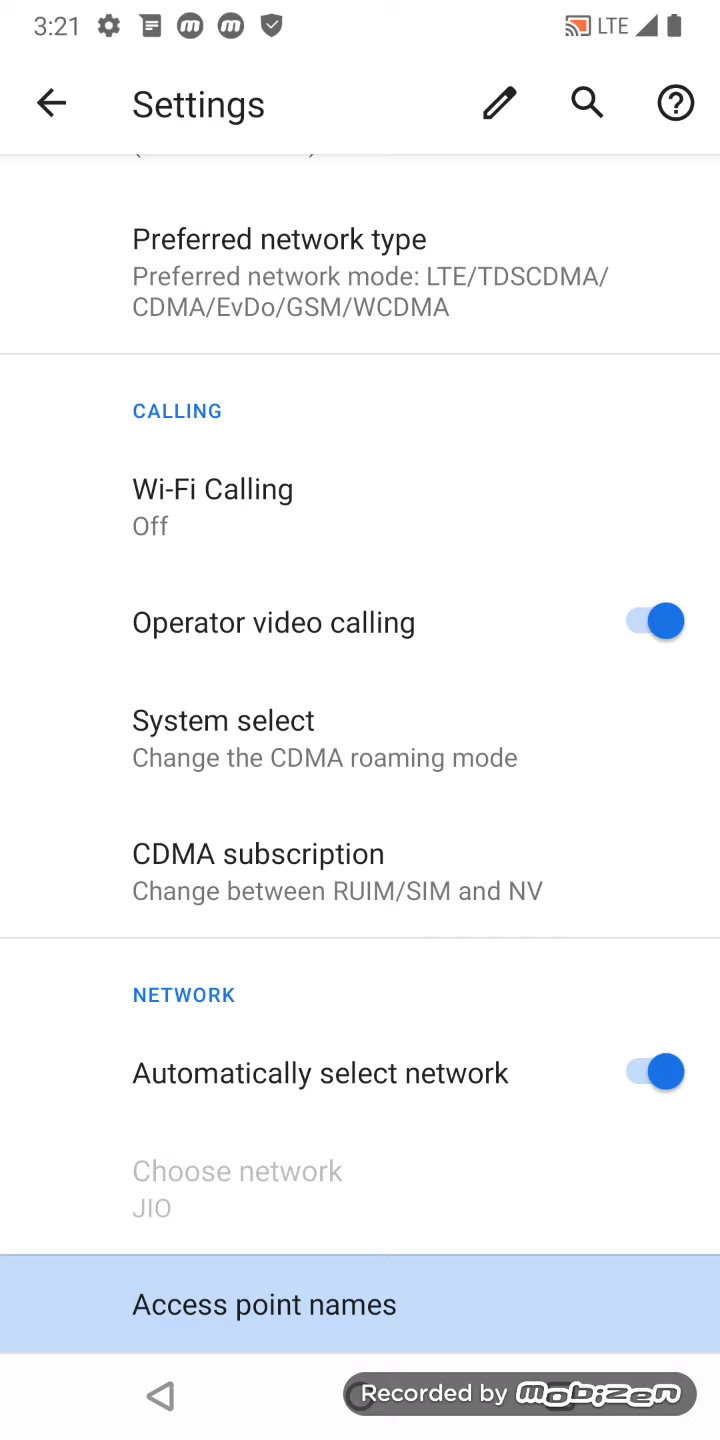 3:21
LTE
Settings
Preferred network type
Preferred network mode: LTE/TDSCDMA/
CDMA/EvDo/GSM/WCDMA
CALLING
Wi-Fi Calling
Off
Operator video calling
System select
Change the CDMA roaming mode
CDMA subscription
Change between RUIM/SIM and NV
NETWORK
Automatically select network
Choose network
JIO
Access point names
Recorded by mobizen